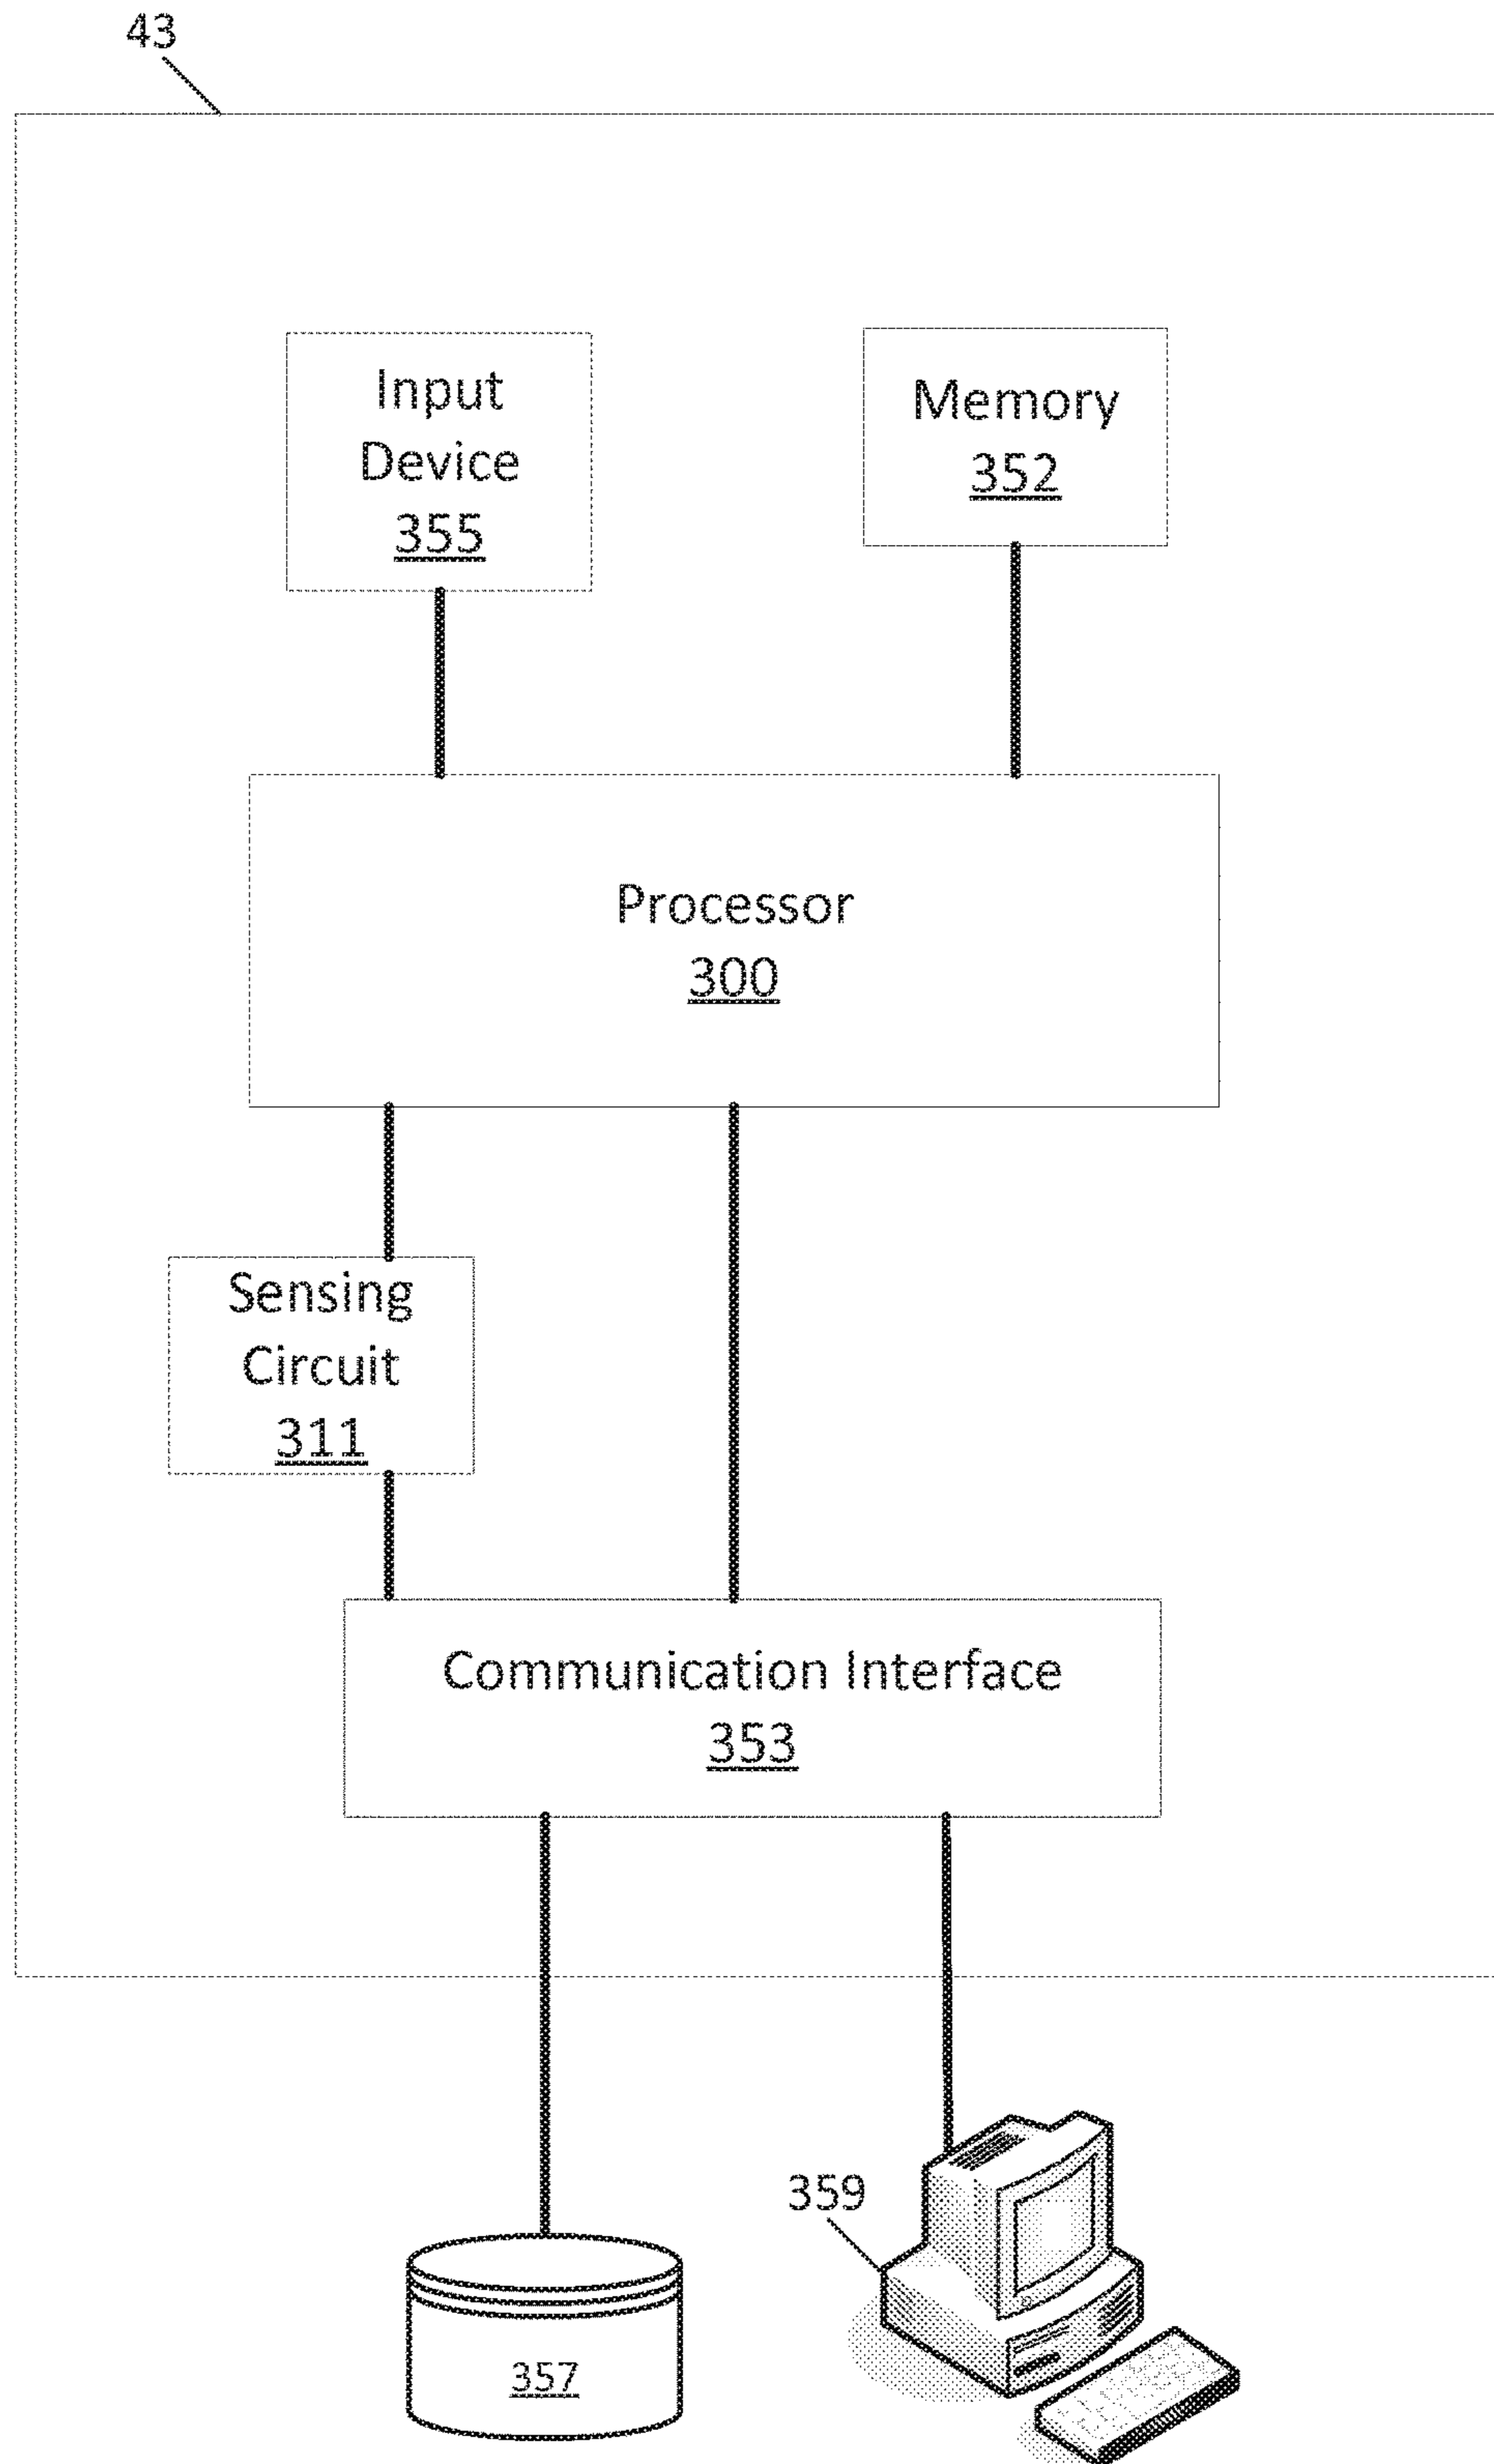 43
Input
Device
355
Memory
352
Processor
300
Sensing
Circuit
311
Communication Interface
353
359
357